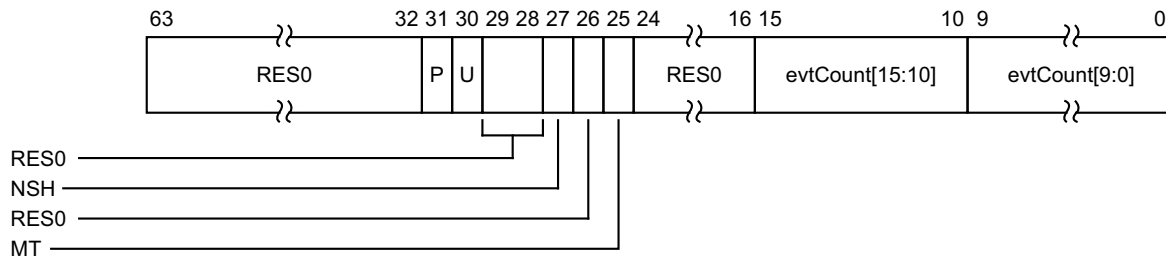 63 32 31 30 29 28 27 26 25 24 16 15 10 9 0
RES0 P U RES0 evtCount[15:10] evtCount[9:0]
RES0
NSH
RES0
MT